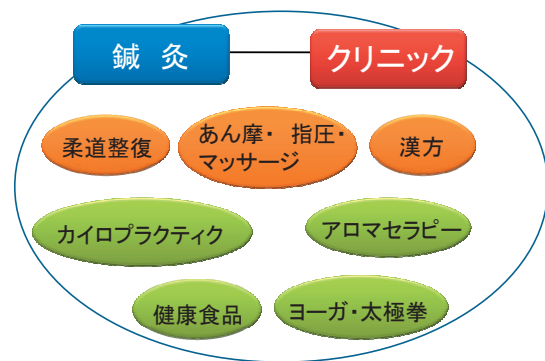 鍼 灸
クリニック
柔道整復
あん摩・ 指圧・
マッサージ
漢方
カイロプラクティク
アロマセラピー
健康食品
ヨーガ・太極拳